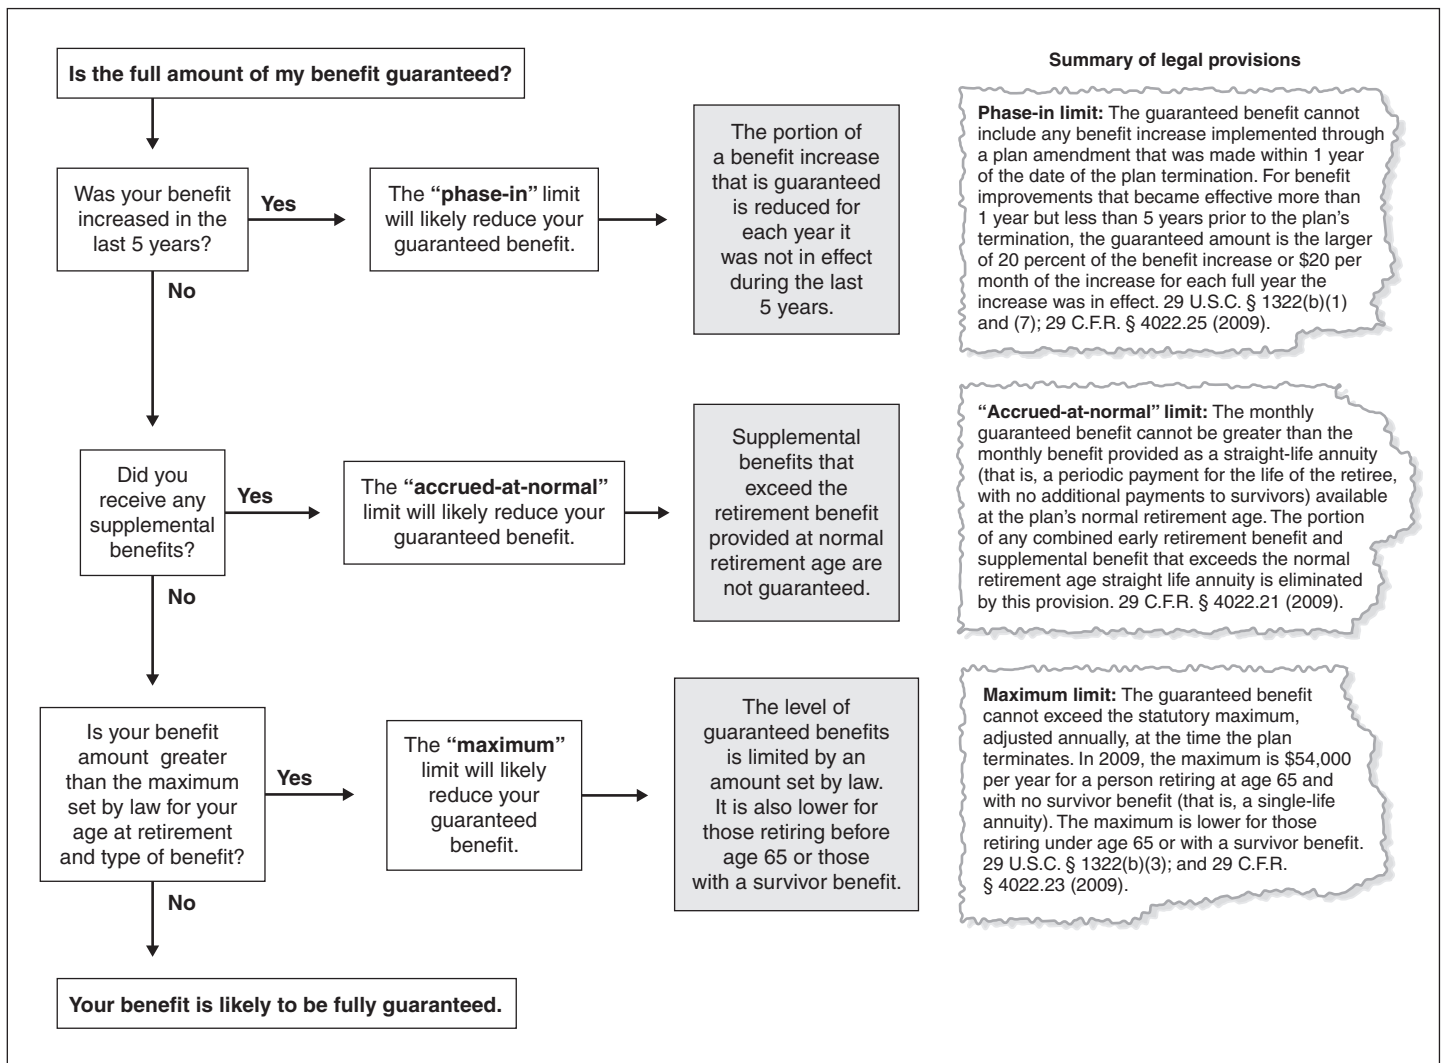 Is the full amount of my benefit guaranteed?
Was your benefit
increased in the
last 5 years?
Yes
The “phase-in” limit
will likely reduce your
guaranteed benefit.
The portion of
a benefit increase
that is guaranteed
is reduced for
each year it
was not in effect
during the last
5 years.
No
Did you
receive any
supplemental
benefits?
Yes
The “accrued-at-normal”
limit will likely reduce your
guaranteed benefit.
Supplemental
benefits that
exceed the
retirement benefit
provided at normal
retirement age are
not guaranteed.
No
Is your benefit
amount greater
than the maximum
set by law for your
age at retirement
and type of benefit?
Yes
The “maximum”
limit will likely
reduce your
guaranteed
benefit.
The level of
guaranteed benefits
is limited by an
amount set by law.
It is also lower for
those retiring before
age 65 or those
with a survivor benefit.
No
Your benefit is likely to be fully guaranteed.
Summary of legal provisions
Phase-in limit: The guaranteed benefit cannot
include any benefit increase implemented through
a plan amendment that was made within 1 year
of the date of the plan termination. For benefit
improvements that became effective more than
1 year but less than 5 years prior to the plan’s
termination, the guaranteed amount is the larger
of 20 percent of the benefit increase or $20 per
month of the increase for each full year the
increase was in effect. 29 U.S.C. § 1322(b)(1)
and (7); 29 C.F.R. § 4022.25 (2009).
“Accrued-at-normal” limit: The monthly
guaranteed benefit cannot be greater than the
monthly benefit provided as a straight-life annuity
(that is, a periodic payment for the life of the retiree,
with no additional payments to survivors) available
at the plan’s normal retirement age. The portion
of any combined early retirement benefit and
supplemental benefit that exceeds the normal
retirement age straight life annuity is eliminated
by this provision. 29 C.F.R. § 4022.21 (2009).
Maximum limit: The guaranteed benefit
cannot exceed the statutory maximum,
adjusted annually, at the time the plan
terminates. In 2009, the maximum is $54,000
per year for a person retiring at age 65 and
with no survivor benefit (that is, a single-life
annuity). The maximum is lower for those
retiring under age 65 or with a survivor benefit.
29 U.S.C. § 1322(b)(3); and 29 C.F.R.
§ 4022.23 (2009).